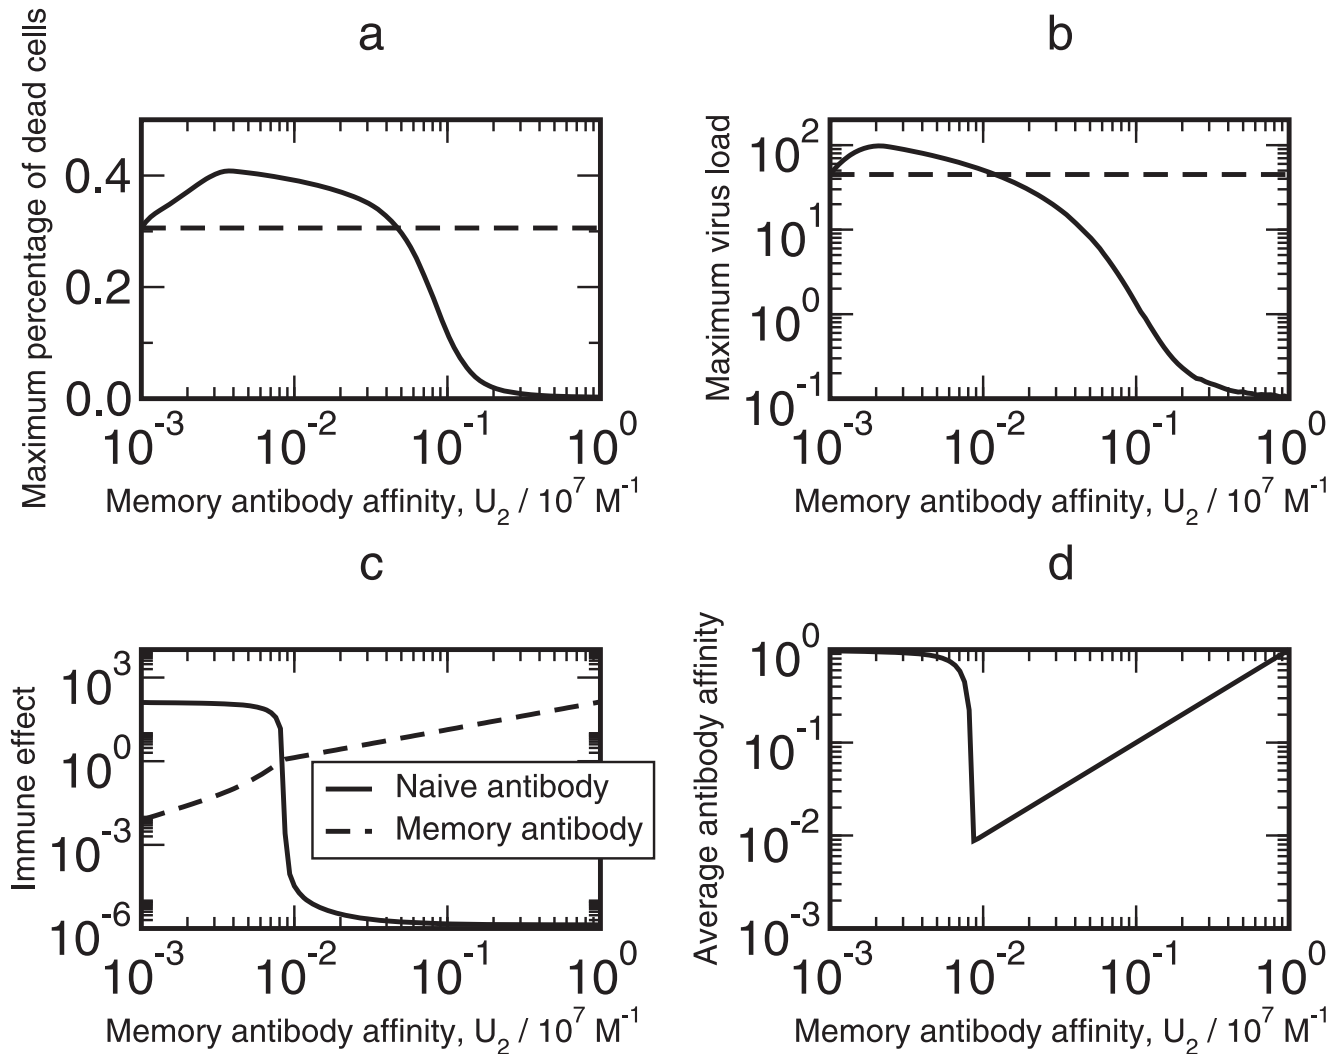 a
Maximum percentage of dead cells
0.4
0.2
0.0
10^-3 10^-2 10^-1 10^0
Memory antibody affinity, U_2 / 10^7 M^-1
b
Maximum virus load
10^2
10^1
10^0
10^-1
10^-3 10^-2 10^-1 10^0
Memory antibody affinity, U_2 / 10^7 M^-1
c
Immune effect
10^3
10^0
10^-3
10^-6
Naive antibody
Memory antibody
10^-3 10^-2 10^-1 10^0
Memory antibody affinity, U_2 / 10^7 M^-1
d
Average antibody affinity
10^0
10^-1
10^-2
10^-3
10^-3 10^-2 10^-1 10^0
Memory antibody affinity, U_2 / 10^7 M^-1